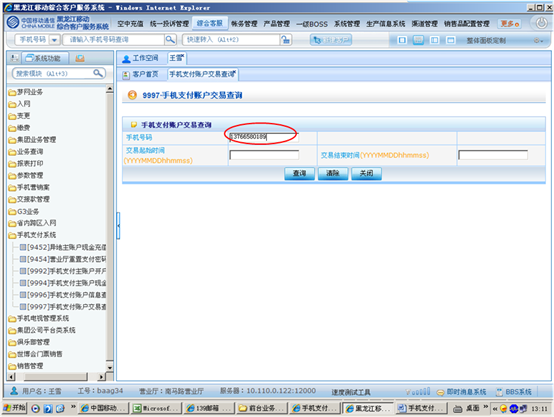 黑龙江移动综合客户服务系统 - Windows Internet Explorer
中国移动通信
CHINA MOBILE
黑龙江移动
综合客户服务系统
空中充值 统一投诉管理 综合客服 帐务管理 产品管理 一级BOSS 系统管理 生产信息系统 渠道管理 销售品配置管理 更多
手机号码 请输入手机号码查询 快速转入 (Alt+2) 整体面板定制
系统功能
搜索模块 (Alt+3)
梦网业务
入网
变更
缴费
集团业务管理
业务查询
报表打印
参数管理
手机营销案
交接款管理
G3业务
省内跨区入网
手机支付系统
[9452]异地主账户现金充值
[9454]营业厅重置支付密码
[9992]手机支付主账户开户
[9994]手机支付主账户现金
[9996]手机支付账户信息查
[9997]手机支付账户交易查
手机电视管理系统
集团公司平台类系统
俱乐部管理
世博会门票销售
销售管理
工作空间 王雪
客户首页 手机支付账户交易查询
9997-手机支付账户交易查询
手机支付账户交易查询
手机号码 13766580189
交易起始时间
(YYYYMMDDhhmmss)
交易结束时间(YYYYMMDDhhmmss)
查询 清除 关闭
用户名：王雪 工号：baag34 营业厅：南马路营业厅 服务器：10.110.0.122:12000 速度测试工具 即时消息系统 BBS系统
开始 中国移动... Microsof... 139邮箱 前台业务... 手机支付... 黑龙江移... 手机支付... 桌面 13:11